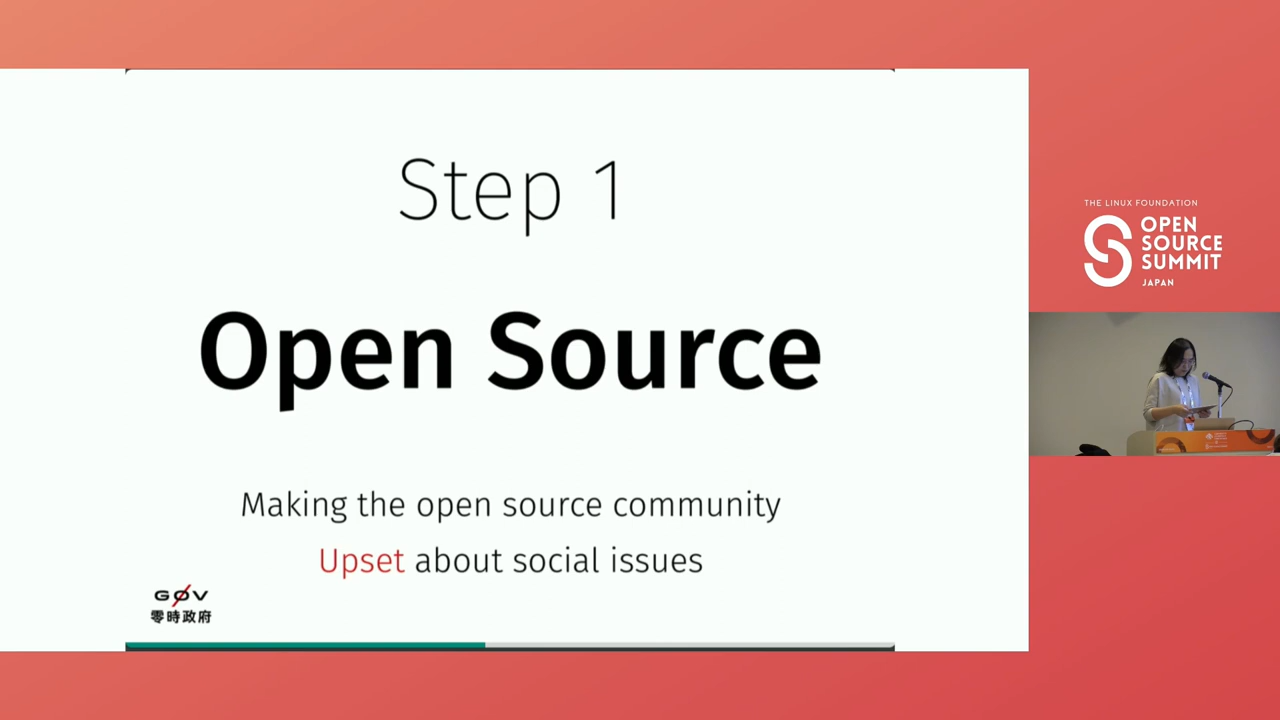 Step 1
Open Source
Making the open source community
Upset about social issues
G0V
零時政府
THE LINUX FOUNDATION
OPEN
SOURCE
SUMMIT
JAPAN